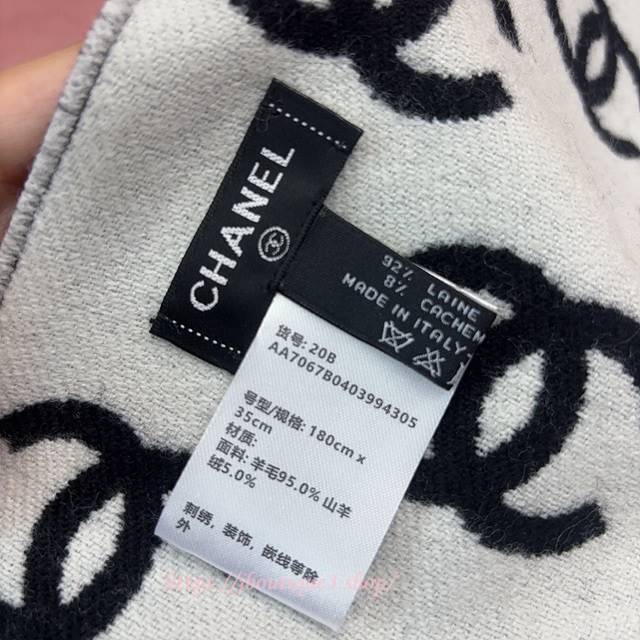 CHANEL
92% LAINE
8% CACHEM
MADE IN ITALY
货号:20B
AA7067B0403994305
号型/规格: 180cm x
35cm
材质:
面料:羊毛95.0% 山羊
绒5.0%
刺绣，装饰，嵌线等除
外